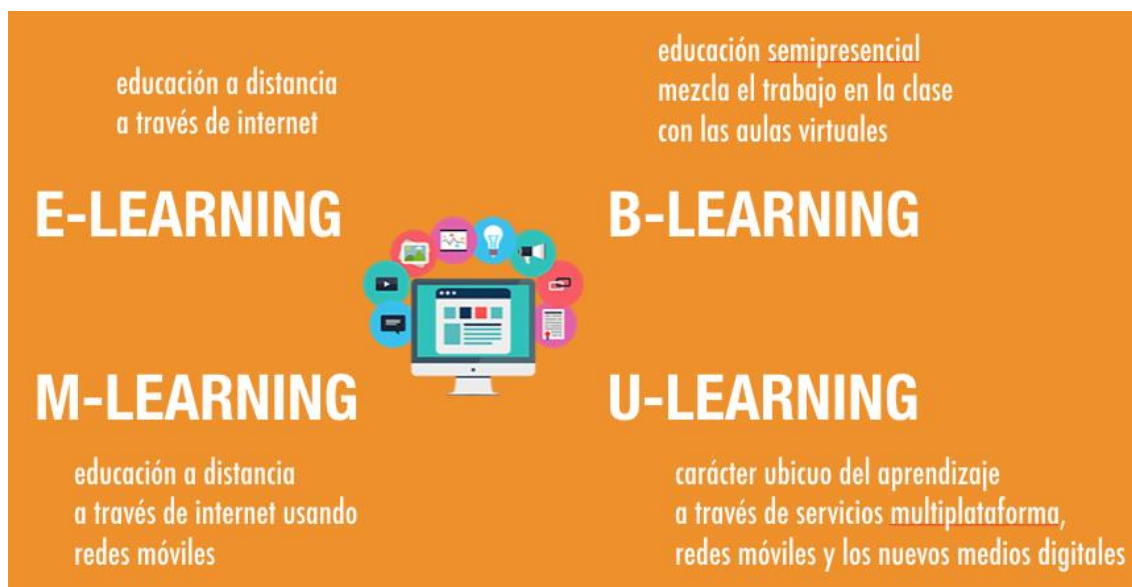 educación a distancia
a través de internet
E-LEARNING
educación semipresencial
mezcla el trabajo en la clase
con las aulas virtuales
B-LEARNING
M-LEARNING
educación a distancia
a través de internet usando
redes móviles
U-LEARNING
carácter ubicuo del aprendizaje
a través de servicios multiplataforma,
redes móviles y los nuevos medios digitales